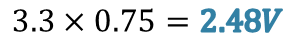 3.3 × 0.75 = 2.48V